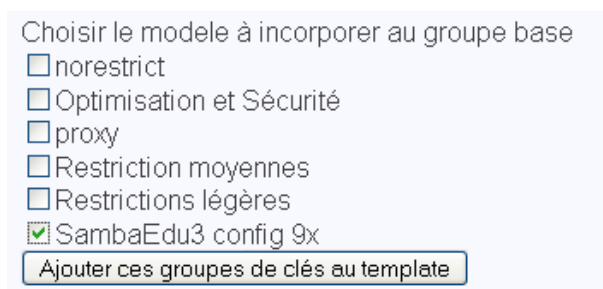 Choisir le modele à incorporer au groupe base
norestrict
Optimisation et Sécurité
proxy
Restriction moyennes
Restrictions légères
SambaEdu3 config 9x
Ajouter ces groupes de clés au template